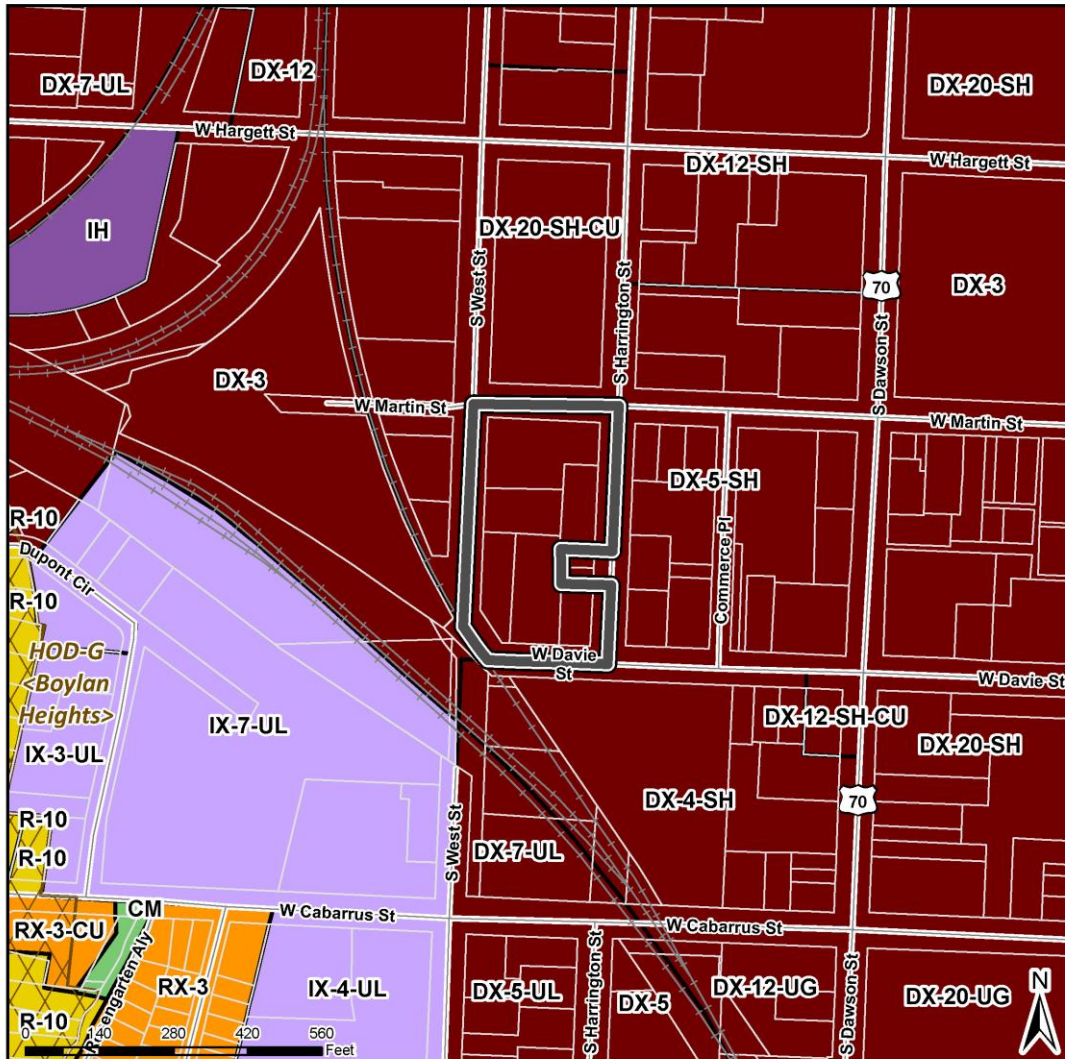 DX-7-UL
DX-12
DX-20-SH
W Hargett St
W Hargett St
DX-12-SH
IH
DX-20-SH-CU
S West St
S Harrington St
70
DX-3
S Dawson St
DX-3
W Martin St
W Martin St
DX-5-SH
Commerce Pl
R-10
Dupont Cir
R-10
HOD-G
<Boylan
Heights>
W Davie
St
W Davie St
IX-7-UL
DX-12-SH-CU
DX-20-SH
IX-3-UL
DX-4-SH
70
R-10
R-10
S West St
DX-7-UL
CM
W Cabarrus St
W Cabarrus St
RX-3-CU
RX-3
IX-4-UL
DX-5-UL
S Harrington St
DX-5
DX-12-UG
S Dawson St
DX-20-UG
N
R-10
0 140 280 420 560
Feet